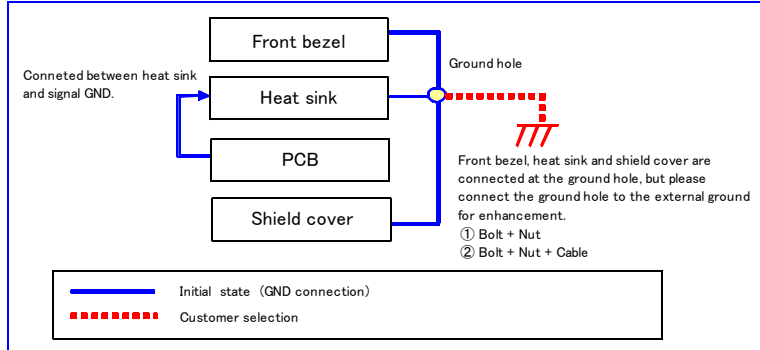 Front bezel
Ground hole
Conneted between heat sink
and signal GND.
Heat sink
PCB
Front bezel, heat sink and shield cover are
connected at the ground hole, but please
connect the ground hole to the external ground
for enhancement.
① Bolt + Nut
② Bolt + Nut + Cable
Shield cover
Initial state (GND connection)
Customer selection